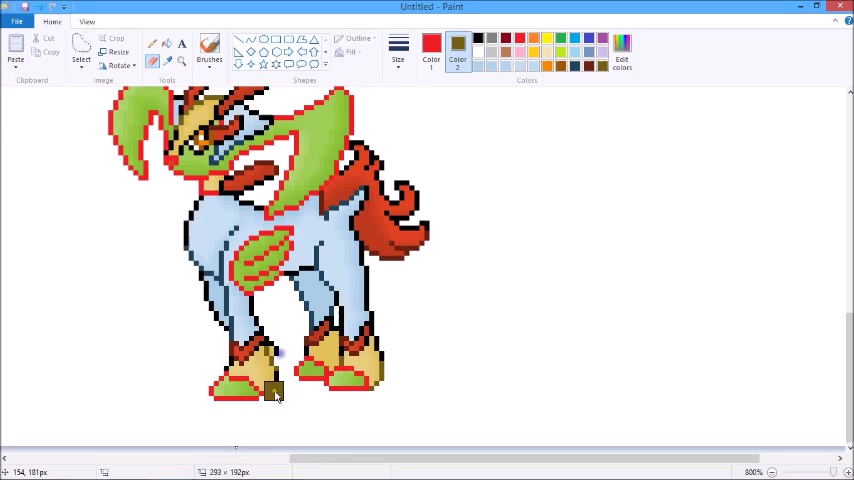 Untitled - Paint
File Home View
Paste Cut Copy Select Crop Resize Rotate A Brushes Outline Fill Size Color 1 Color 2 Edit colors
Clipboard Image Tools Shapes Colors
154, 181px 293 × 192px 800%